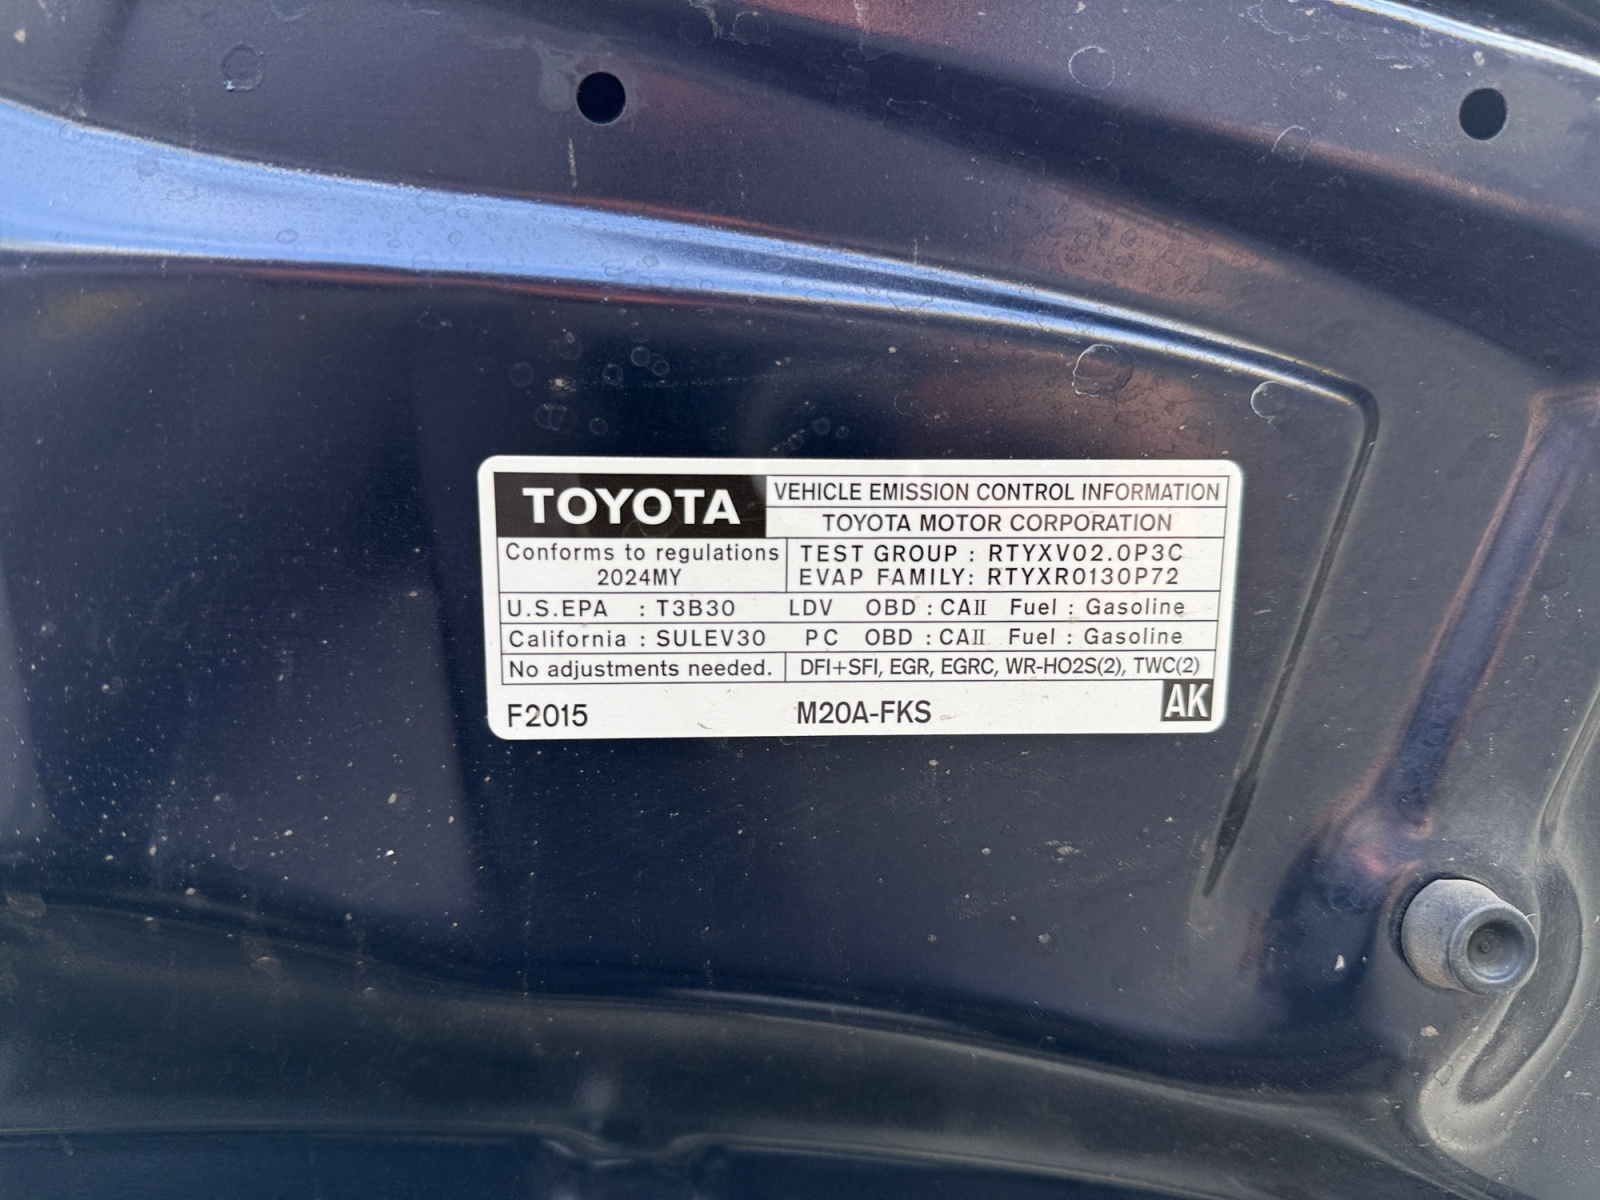 TOYOTA VEHICLE EMISSION CONTROL INFORMATION
TOYOTA MOTOR CORPORATION
Conforms to regulations
2024MY
TEST GROUP : RTYXV02.0P3C
EVAP FAMILY: RTYXR0130P72
U.S.EPA : T3B30 LDV OBD : CAII Fuel : Gasoline
California : SULEV30 PC OBD : CAII Fuel : Gasoline
No adjustments needed. DFI+SFI, EGR, EGRC, WR-HO2S(2), TWC(2)
F2015 M20A-FKS AK